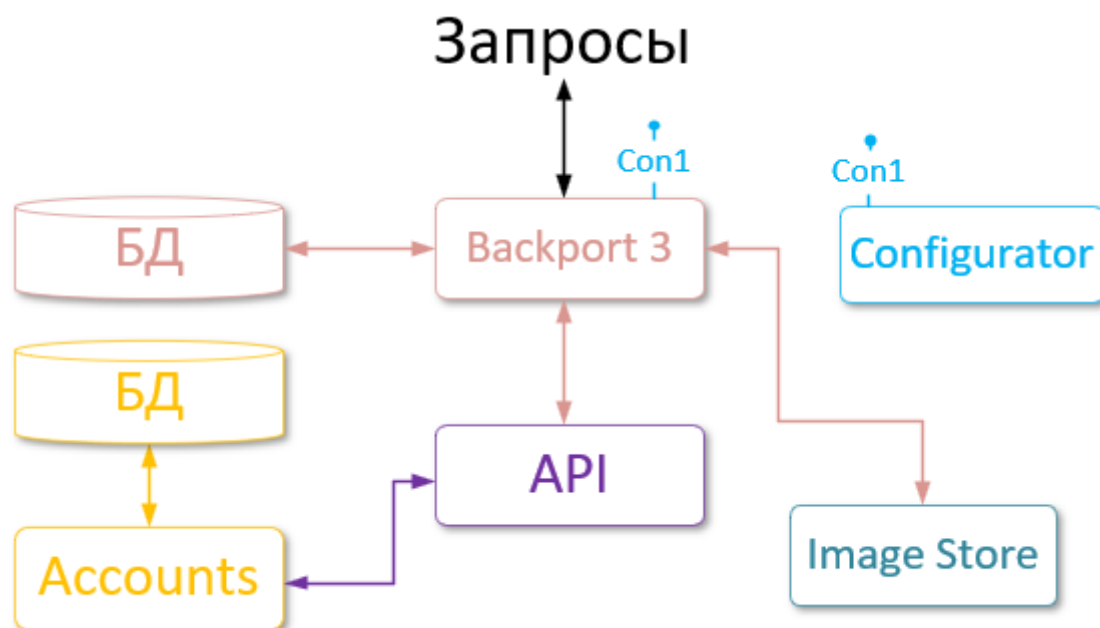 Запросы
Con1
Con1
БД
Backport 3
Configurator
БД
API
Accounts
Image Store